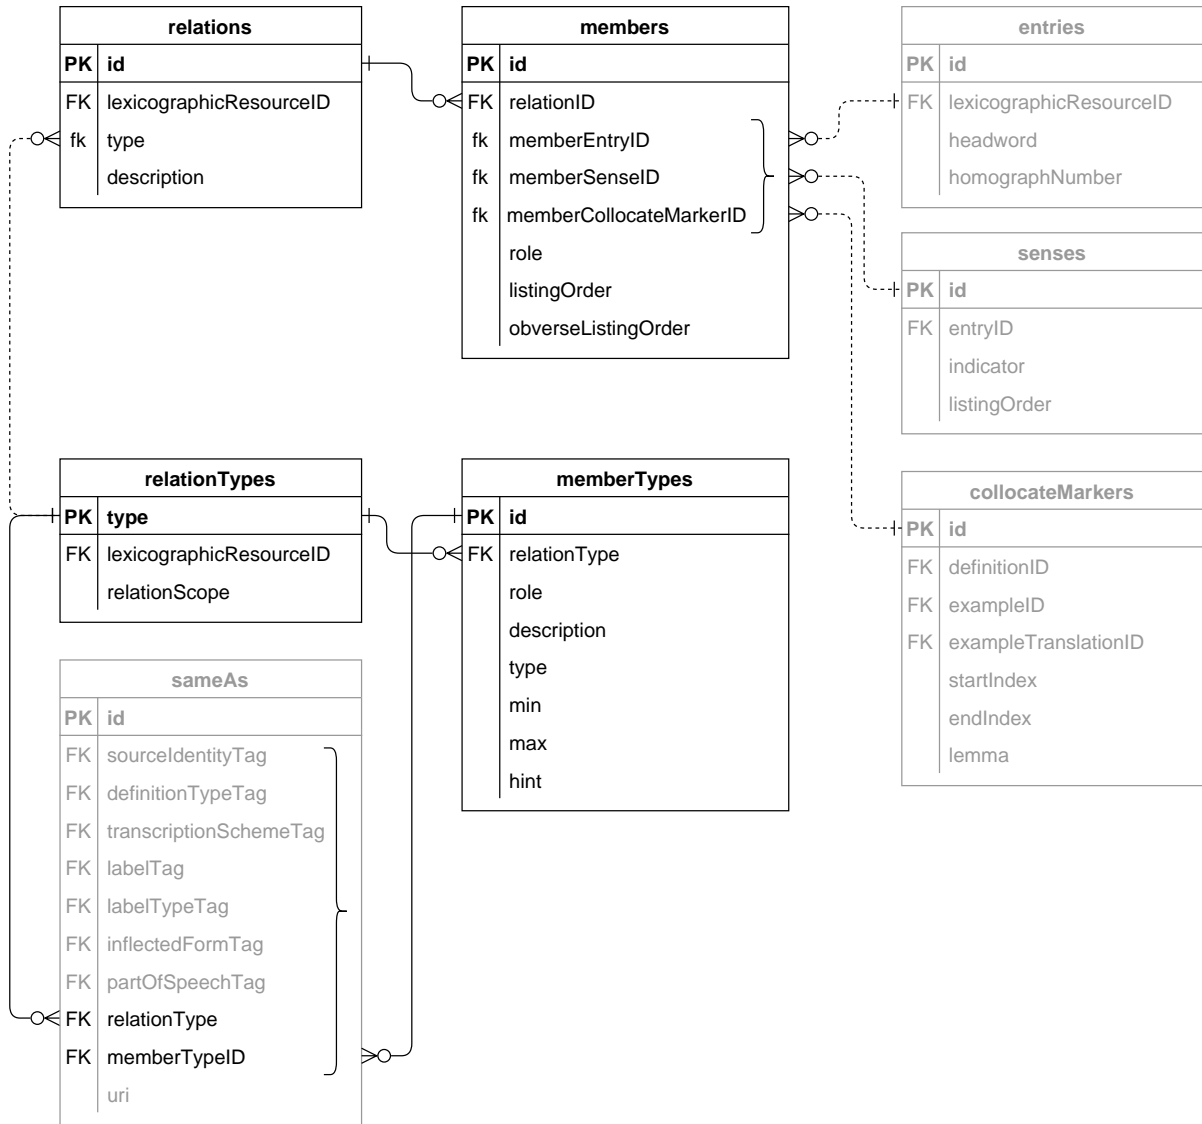 relations
PK id
FK lexicographicResourceID
fk type
description
members
PK id
FK relationID
fk memberEntryID
fk memberSenseID
fk memberCollocateMarkerID
role
listingOrder
obverseListingOrder
entries
PK id
FK lexicographicResourceID
headword
homographNumber
senses
PK id
FK entryID
indicator
listingOrder
relationTypes
PK type
FK lexicographicResourceID
relationScope
memberTypes
PK id
FK relationType
role
description
type
min
max
hint
collocateMarkers
PK id
FK definitionID
FK exampleID
FK exampleTranslationID
startIndex
endIndex
lemma
sameAs
PK id
FK sourceIdentityTag
FK definitionTypeTag
FK transcriptionSchemeTag
FK labelTag
FK labelTypeTag
FK inflectedFormTag
FK partOfSpeechTag
FK relationType
FK memberTypeID
uri